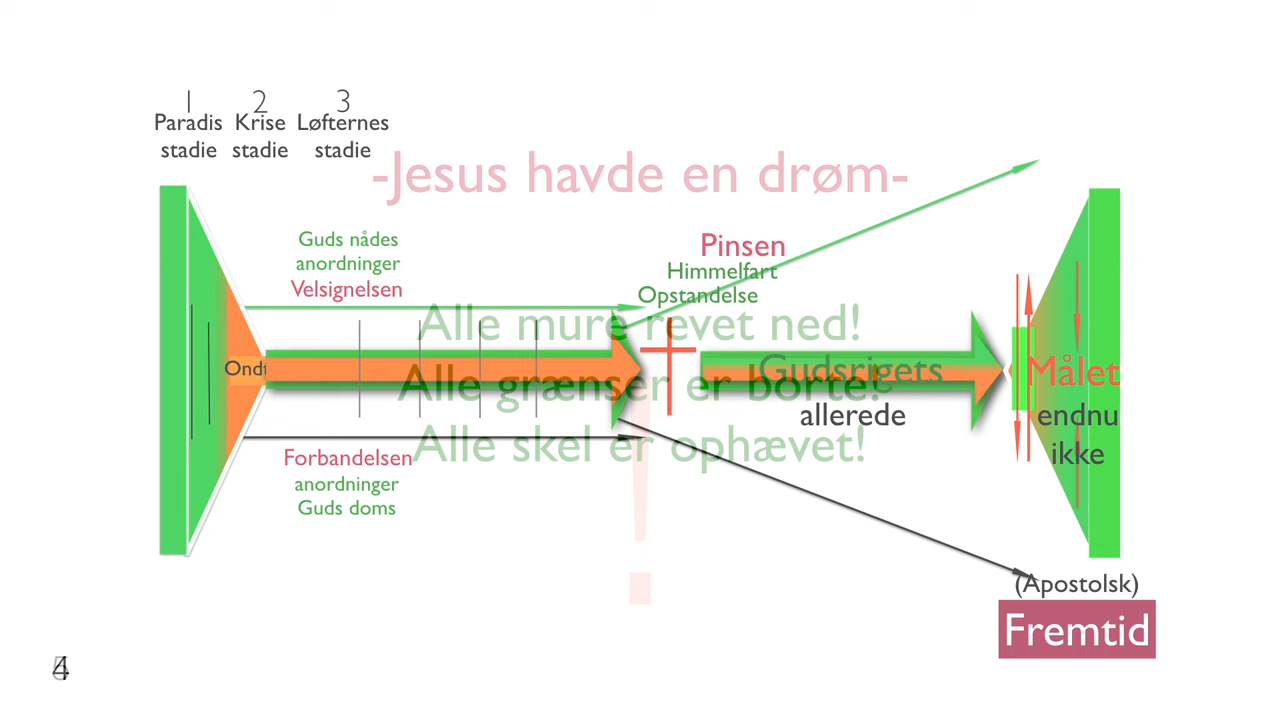 1
Paradis
stadie
2
Krise
stadie
3
Løfternes
stadie
-Jesus havde en drøm-
Guds nådes
anordninger
Velsignelsen
Pinsen
Himmelfart
Opstandelse
Alle mure revet ned!
Ondt
Alle grænser er borte!
Gudsrigets
allerede
Målet
endnu
ikke
Alle skel er ophævet!
Forbandelsen
anordninger
Guds doms
!
(Apostolsk)
Fremtid
4